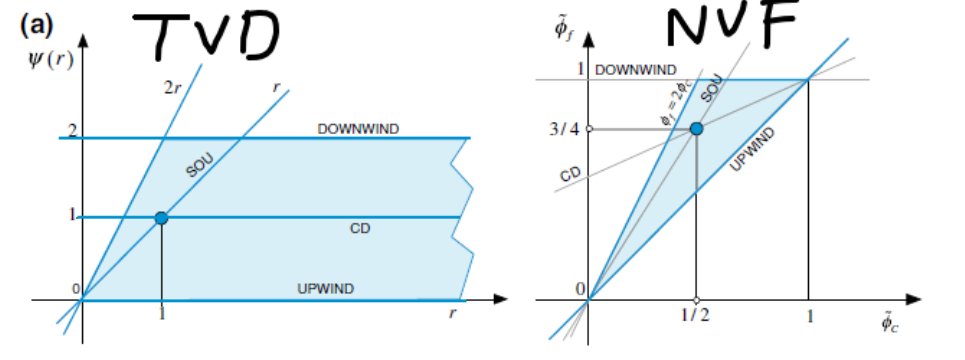 (a)
TVD
ψ(r)
2r
r
2
DOWNWIND
SOU
1
CD
0
UPWIND
1
r
NVF
ϕ̃_f
1
DOWNWIND
ϕ_f = 2ϕ_c
SOU
3/4
UPWIND
CD
0
1/2
1
ϕ̃_C